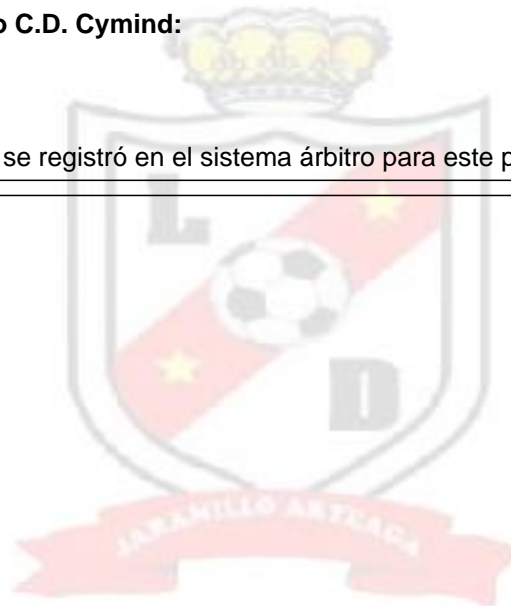 o C.D. Cymind:
se registró en el sistema árbitro para este p
L
D
JARAMILLO ARTEAGA